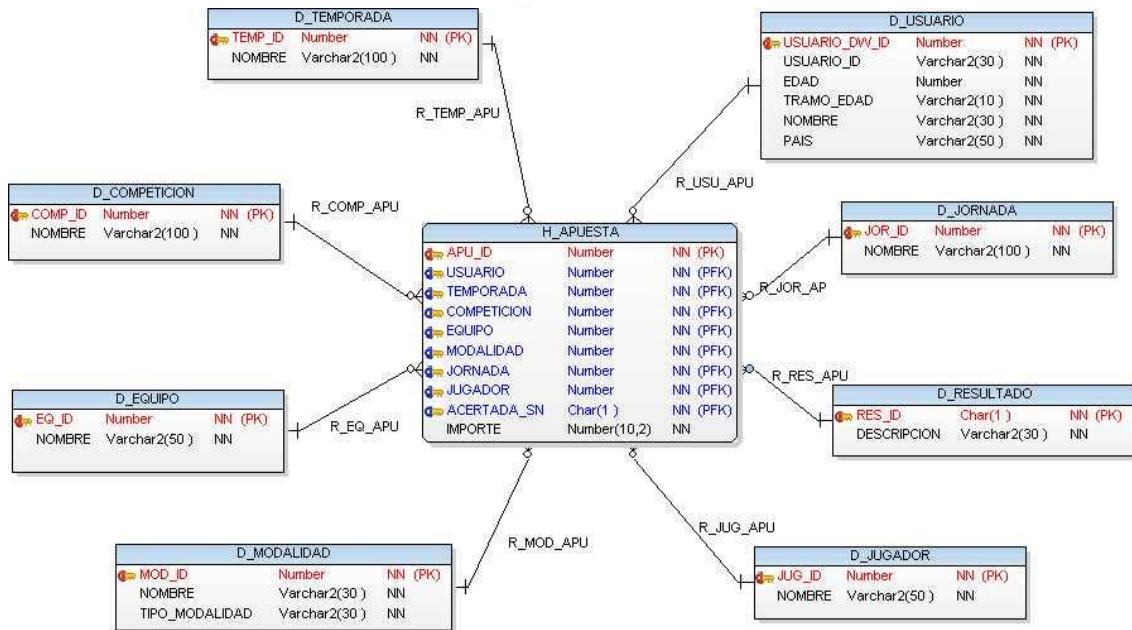 D_TEMPORADA
TEMP_ID Number NN (PK)
NOMBRE Varchar2(100 ) NN
D_USUARIO
USUARIO_DW_ID Number NN (PK)
USUARIO_ID Varchar2(30 ) NN
EDAD Number NN
TRAMO_EDAD Varchar2(10 ) NN
NOMBRE Varchar2(30 ) NN
PAIS Varchar2(50 ) NN
R_TEMP_APU
R_USU_APU
D_COMPETICION
COMP_ID Number NN (PK)
NOMBRE Varchar2(100 ) NN
R_COMP_APU
D_JORNADA
JOR_ID Number NN (PK)
NOMBRE Varchar2(100 ) NN
R_JOR_AP
H_APUESTA
APU_ID Number NN (PK)
USUARIO Number NN (PFK)
TEMPORADA Number NN (PFK)
COMPETICION Number NN (PFK)
EQUIPO Number NN (PFK)
MODALIDAD Number NN (PFK)
JORNADA Number NN (PFK)
JUGADOR Number NN (PFK)
ACERTADA_SN Char(1 ) NN (PFK)
IMPORTE Number(10,2) NN
D_EQUIPO
EQ_ID Number NN (PK)
NOMBRE Varchar2(50 ) NN
R_EQ_APU
R_RES_APU
D_RESULTADO
RES_ID Char(1 ) NN (PK)
DESCRIPCION Varchar2(30 ) NN
R_MOD_APU
R_JUG_APU
D_MODALIDAD
MOD_ID Number NN (PK)
NOMBRE Varchar2(30 ) NN
TIPO_MODALIDAD Varchar2(30 ) NN
D_JUGADOR
JUG_ID Number NN (PK)
NOMBRE Varchar2(50 ) NN